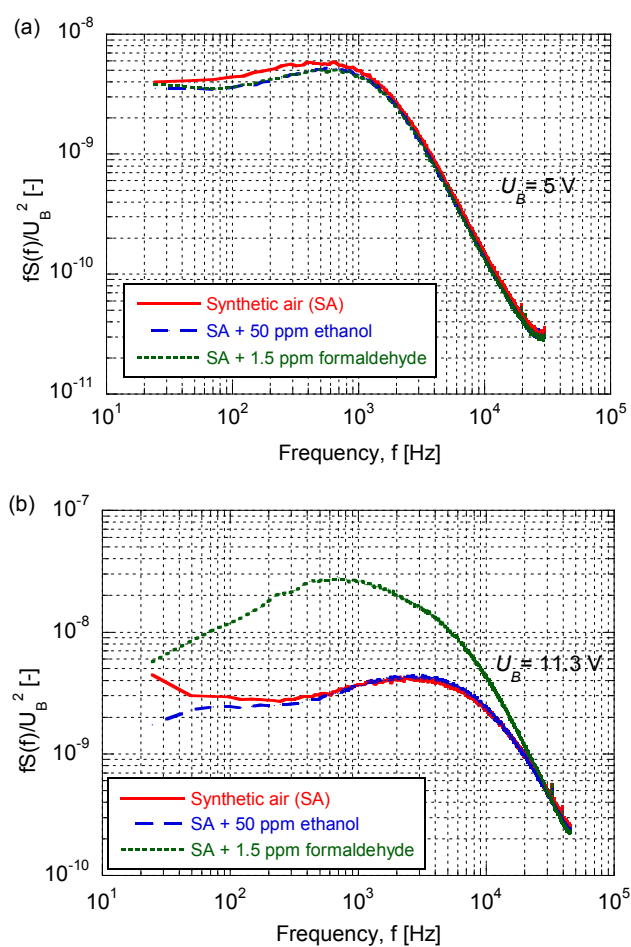 (a)
10^-8
10^-9
10^-10
10^-11
fS(f)/U_B^2 [-]
U_B= 5 V
Synthetic air (SA)
SA + 50 ppm ethanol
SA + 1.5 ppm formaldehyde
10^1 10^2 10^3 10^4 10^5
Frequency, f [Hz]
(b)
10^-7
10^-8
10^-9
10^-10
fS(f)/U_B^2 [-]
U_B= 11.3 V
Synthetic air (SA)
SA + 50 ppm ethanol
SA + 1.5 ppm formaldehyde
10^1 10^2 10^3 10^4 10^5
Frequency, f [Hz]